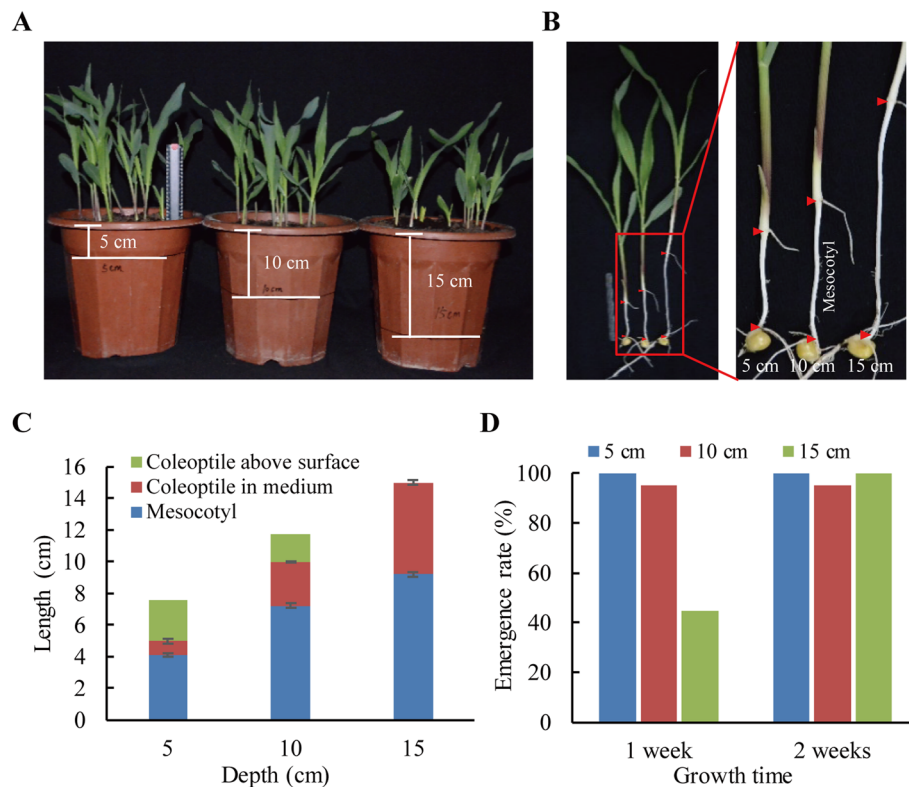 A
B
5 cm
10 cm
15 cm
5cm
15cm
Mesocotyl
5 cm 10 cm 15 cm
C
D
Coleoptile above surface
Coleoptile in medium
Mesocotyl
16
14
12
10
8
6
4
2
0
Length (cm)
5 10 15
Depth (cm)
5 cm 10 cm 15 cm
100
80
60
40
20
0
Emergence rate (%)
1 week 2 weeks
Growth time